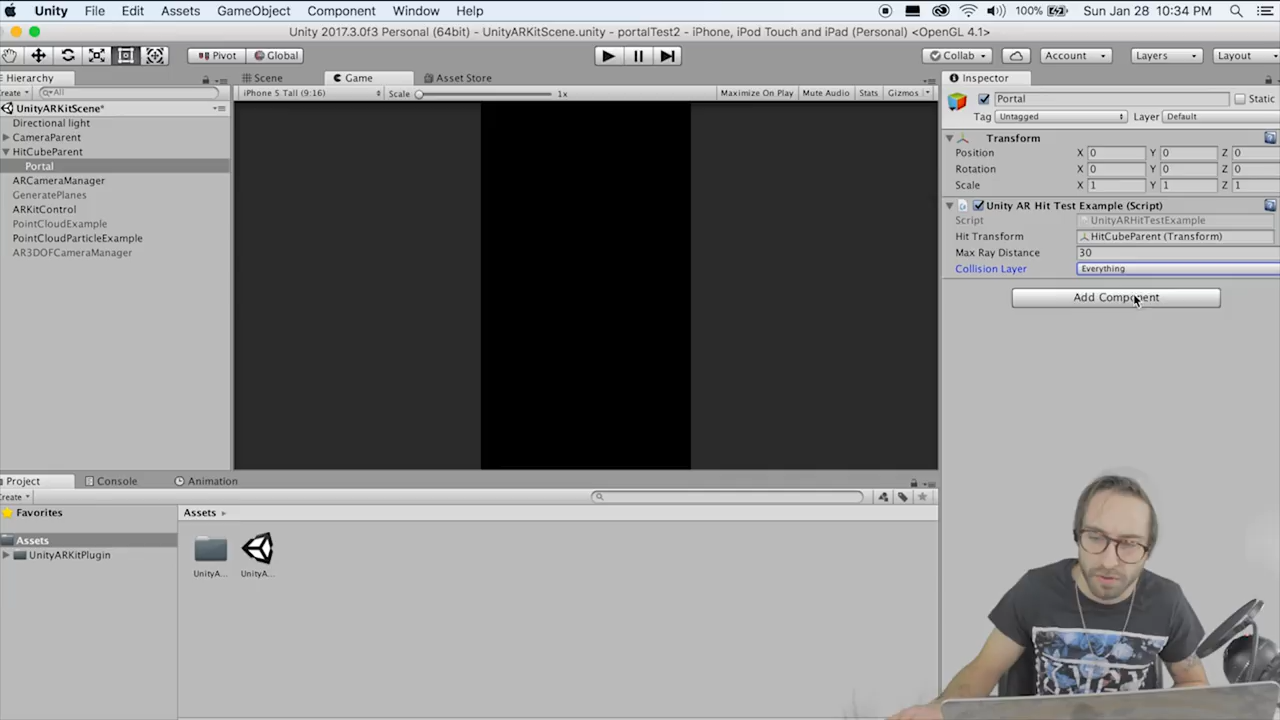 Unity File Edit Assets GameObject Component Window Help 100% Sun Jan 28 10:34 PM
Unity 2017.3.0f3 Personal (64bit) - UnityARKitScene.unity - portalTest2 - iPhone, iPod Touch and iPad (Personal) <OpenGL 4.1>
Pivot Global Collab Account Layers Layout
Hierarchy
Create All
UnityARKitScene*
Directional light
CameraParent
HitCubeParent
Portal
ARCameraManager
GeneratePlanes
ARKitControl
PointCloudExample
PointCloudParticleExample
AR3DOFCameraManager
Scene Game Asset Store
iPhone 5 Tall (9:16) Scale 1x Maximize On Play Mute Audio Stats Gizmos
Inspector
Portal Static
Tag Untagged Layer Default
Transform
Position X 0 Y 0 Z 0
Rotation X 0 Y 0 Z 0
Scale X 1 Y 1 Z 1
Unity AR Hit Test Example (Script)
Script UnityARHitTestExample
Hit Transform HitCubeParent (Transform)
Max Ray Distance 30
Collision Layer Everything
Add Component
Project Console Animation
Create
Favorites
Assets
UnityARKitPlugin
Assets
UnityA... UnityA...